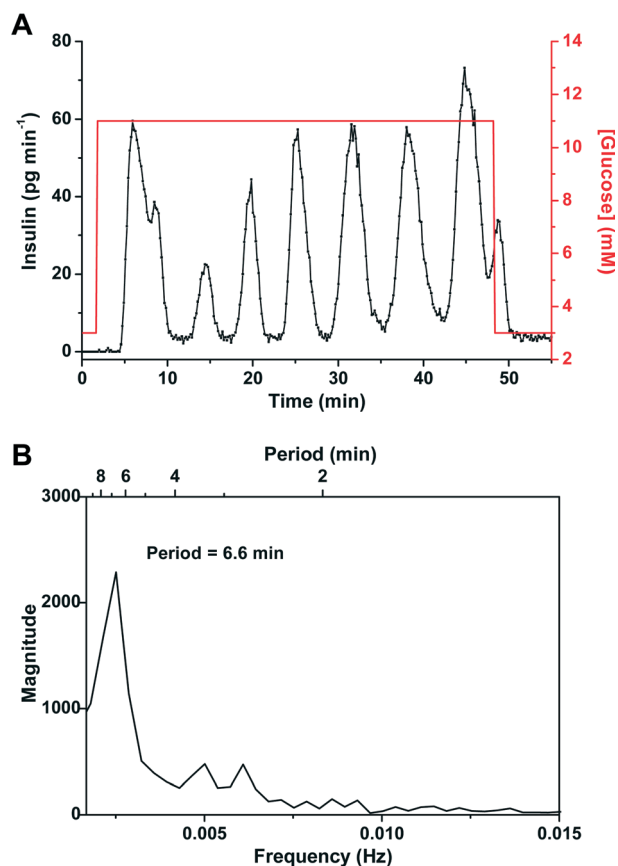 A
80
60
40
20
0
Insulin (pg min-1)
14
12
10
8
6
4
2
[Glucose] (mM)
0 10 20 30 40 50
Time (min)
B
Period (min)
8 6 4 2
3000
2000
1000
0
Magnitude
Period = 6.6 min
0.005 0.010 0.015
Frequency (Hz)